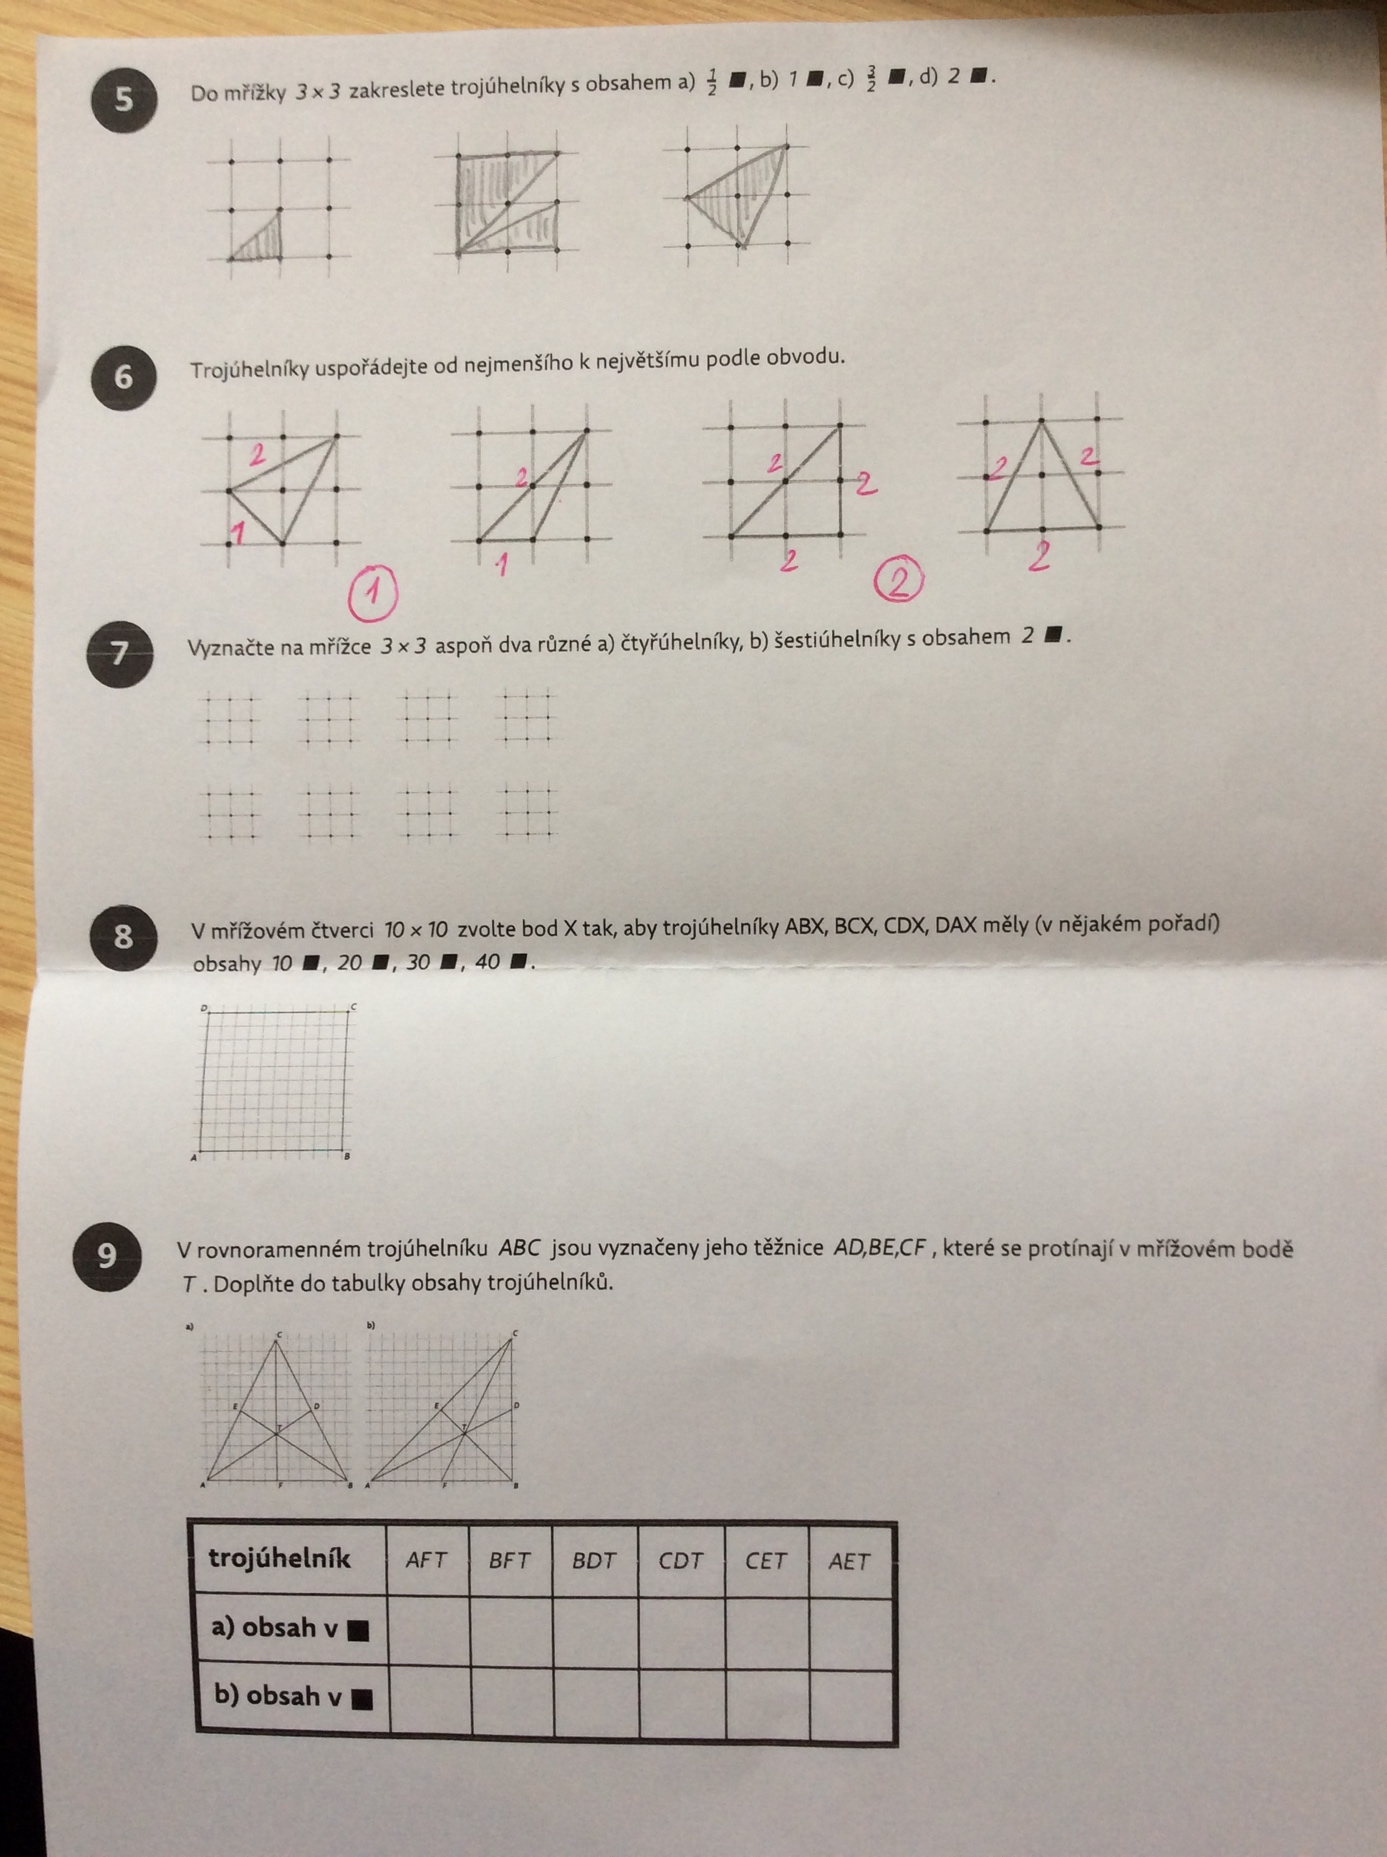 5 Do mřížky 3 × 3 zakreslete trojúhelníky s obsahem a) 1/2 ■, b) 1 ■, c) 3/2 ■, d) 2 ■.
6 Trojúhelníky uspořádejte od nejmenšího k největšímu podle obvodu.
2 2 2 2 2 2
1 1 2 2
1 2
7 Vyznačte na mřížce 3 × 3 aspoň dva různé a) čtyřúhelníky, b) šestiúhelníky s obsahem 2 ■.
8 V mřížovém čtverci 10 × 10 zvolte bod X tak, aby trojúhelníky ABX, BCX, CDX, DAX měly (v nějakém pořadí)
obsahy 10 ■, 20 ■, 30 ■, 40 ■.
D C
A B
9 V rovnoramenném trojúhelníku ABC jsou vyznačeny jeho těžnice AD,BE,CF , které se protínají v mřížovém bodě
T . Doplňte do tabulky obsahy trojúhelníků.
a) b)
C C
E D E D
T T
A F B A F B
trojúhelník AFT BFT BDT CDT CET AET
a) obsah v ■
b) obsah v ■